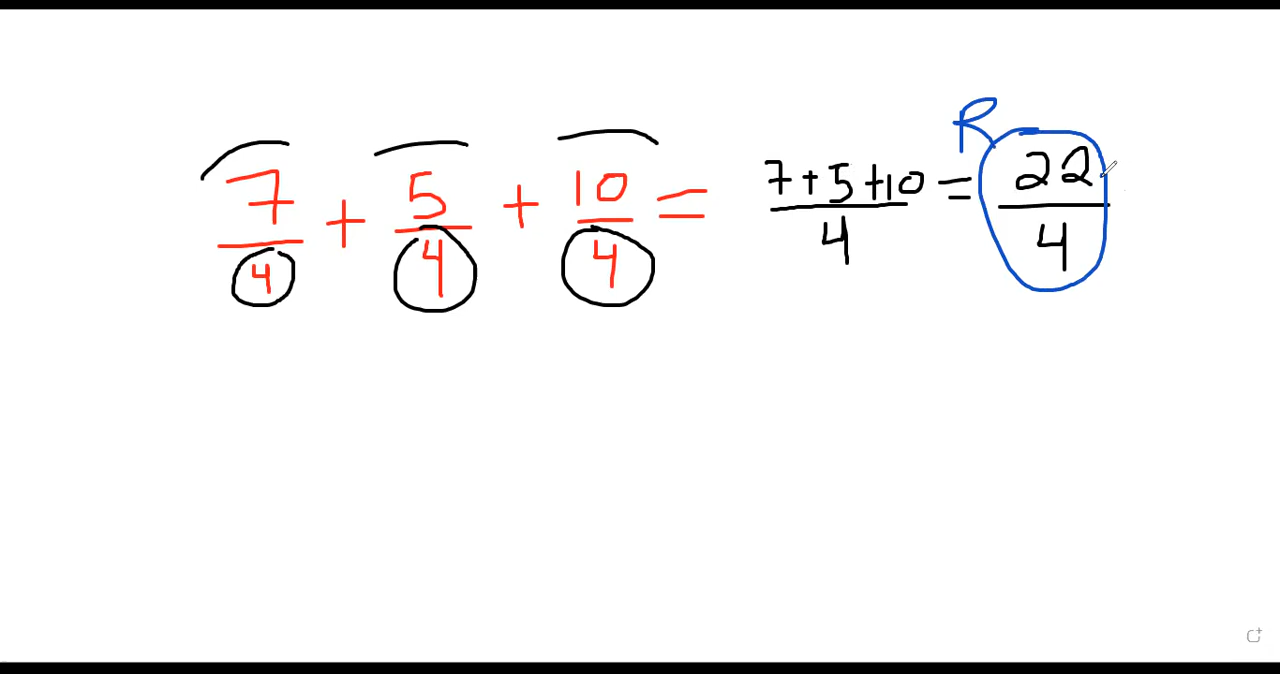 7/4 + 5/4 + 10/4 = 7+5+10/4 = 22/4
R